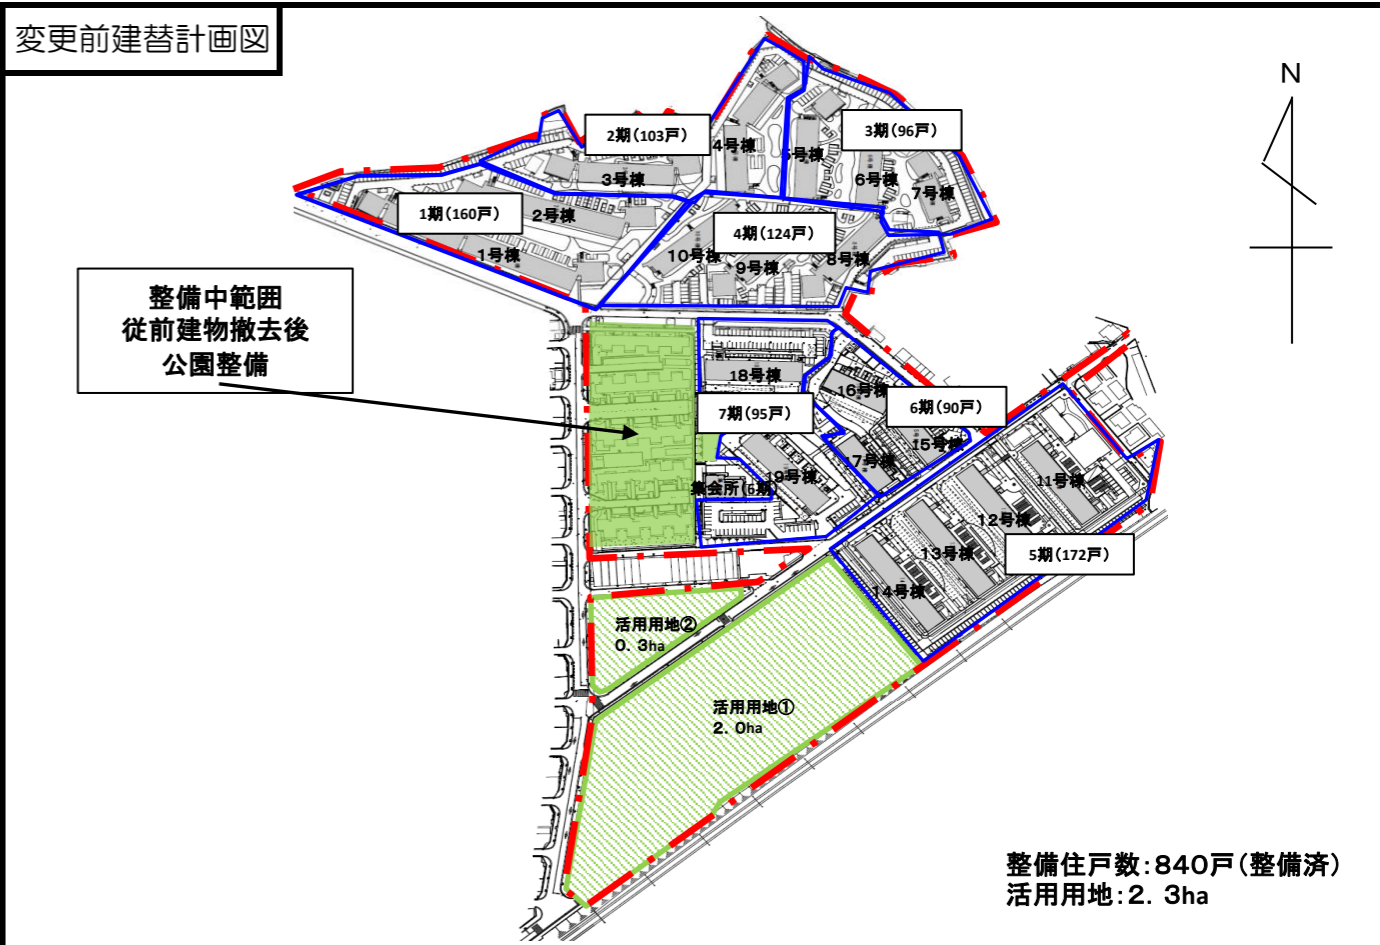 変更前建替計画図
N
2期(103戸)
3期(96戸)
4号棟
5号棟
3号棟
6号棟
7号棟
1期(160戸)
2号棟
4期(124戸)
1号棟
10号棟
9号棟
8号棟
整備中範囲
従前建物撤去後
公園整備
18号棟
16号棟
7期(95戸)
6期(90戸)
15号棟
17号棟
19号棟
集会所(6期)
11号棟
12号棟
13号棟
5期(172戸)
14号棟
活用用地②
0.3ha
活用用地①
2.0ha
整備住戸数:840戸(整備済)
活用用地:2.3ha